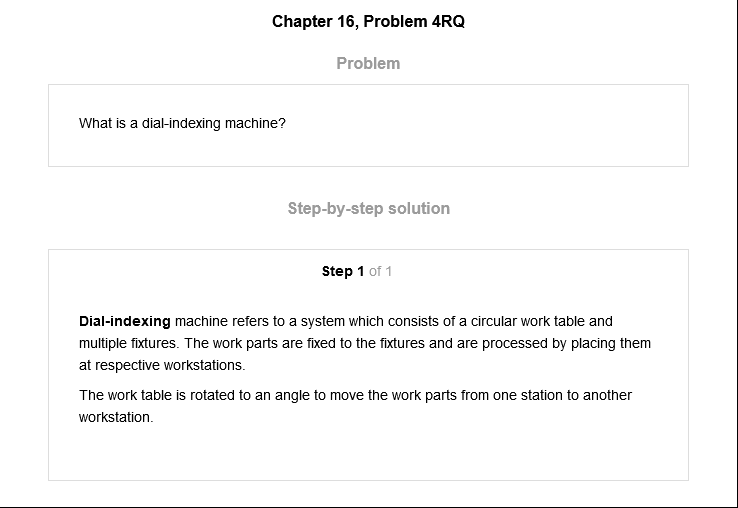 Chapter 16, Problem 4RQ
Problem
What is a dial-indexing machine?
Step-by-step solution
Step 1 of 1
Dial-indexing machine refers to a system which consists of a circular work table and
multiple fixtures. The work parts are fixed to the fixtures and are processed by placing them
at respective workstations.
The work table is rotated to an angle to move the work parts from one station to another
workstation.